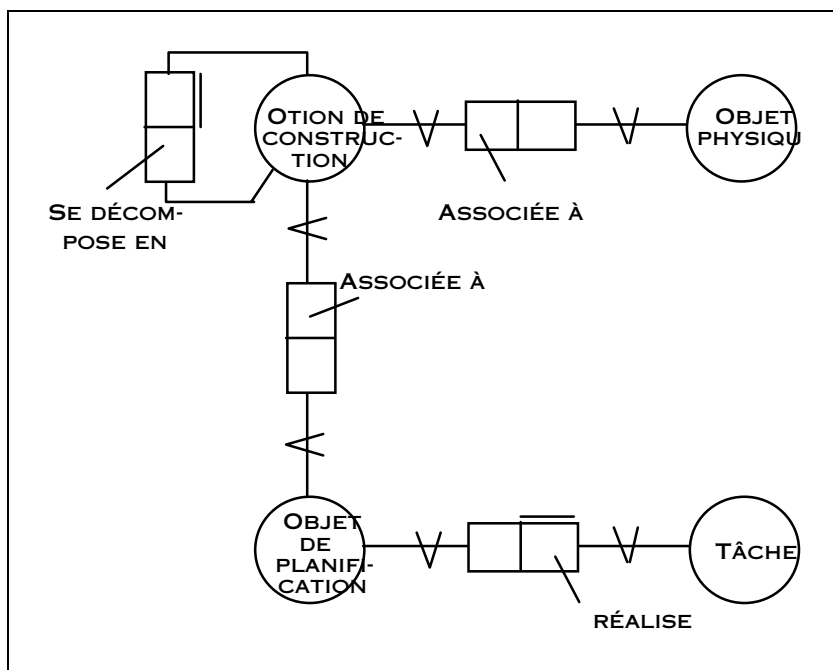 OTION DE
CONSTRUC-
TION
OBJET
PHYSIQU
SE DÉCOM-
POSE EN
ASSOCIÉE À
ASSOCIÉE À
OBJET
DE
PLANIFI-
CATION
TÂCHE
RÉALISE